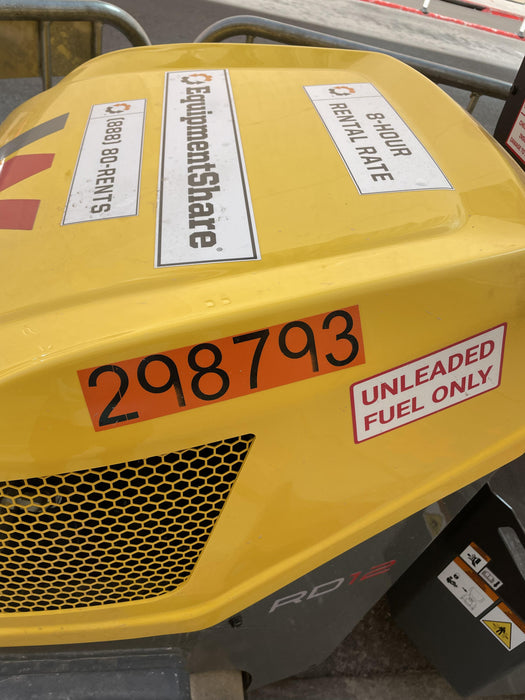 (888) 80-RENTS
EquipmentShare
8-HOUR
RENTAL RATE
298793
UNLEADED
FUEL ONLY
RD12